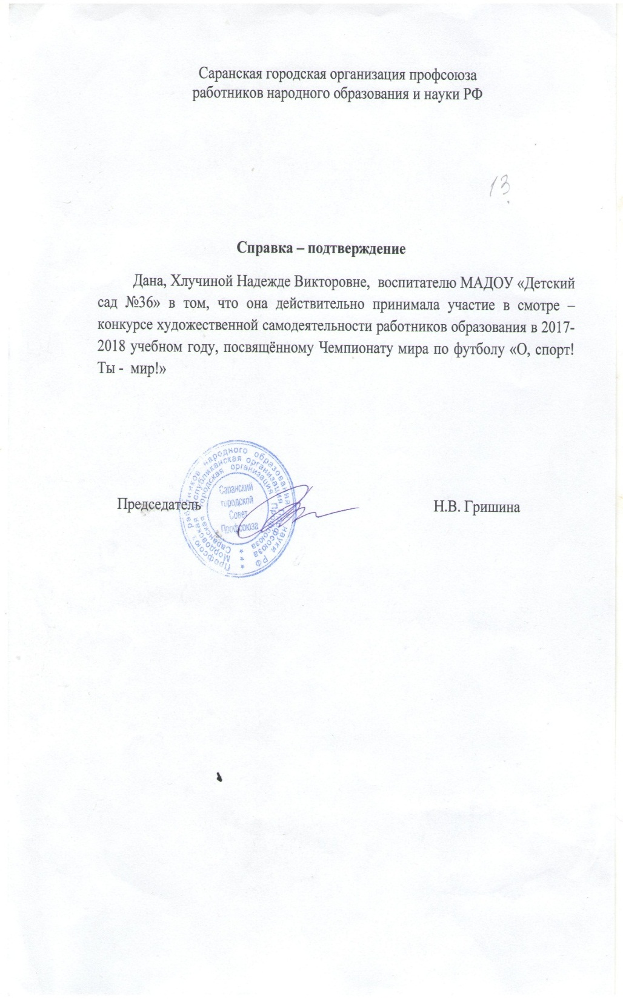 Саранская городская организация профсоюза
работников народного образования и науки РФ
13
Справка – подтверждение
Дана, Хлучиной Надежде Викторовне, воспитателю МАДОУ «Детский
сад №36» в том, что она действительно принимала участие в смотре –
конкурсе художественной самодеятельности работников образования в 2017-
2018 учебном году, посвящённому Чемпионату мира по футболу «О, спорт!
Ты - мир!»
Председатель
Н.В. Гришина
Профсоюз работников народного образования и науки РФ
Мордовская республиканская организация Профсоюза
Саранская городская организация Профсоюза
Саранский
городской
Совет
Профсоюза